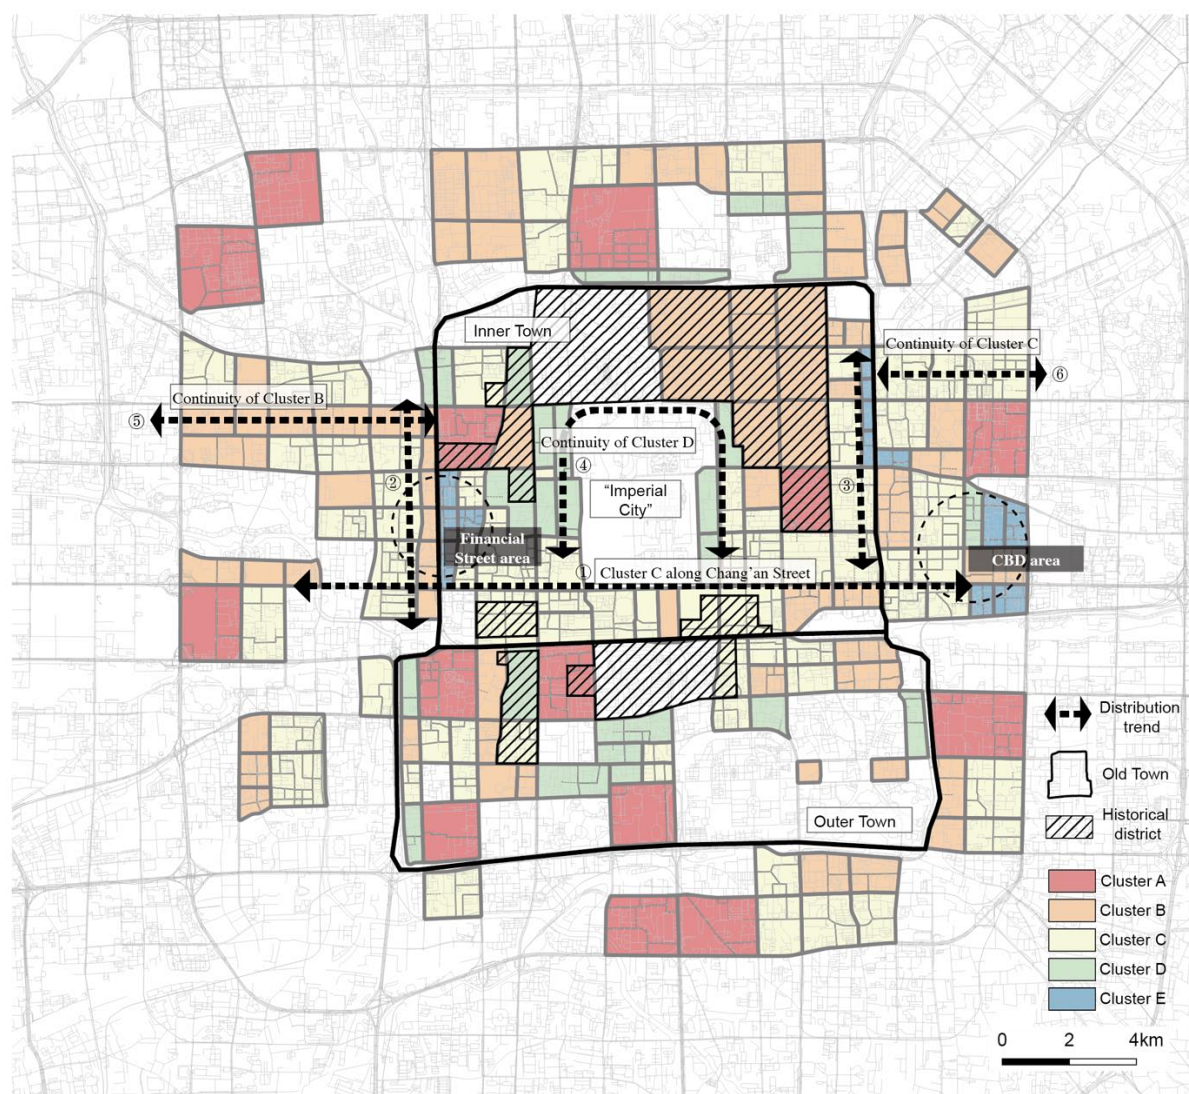 Inner Town
Continuity of Cluster C
⑥
Continuity of Cluster B
⑤
Continuity of Cluster D
④
②
③
"Imperial
City"
Financial
Street area
CBD area
①
Cluster C along Chang'an Street
Outer Town
Distribution
trend
Old Town
Historical
district
Cluster A
Cluster B
Cluster C
Cluster D
Cluster E
0 2 4km